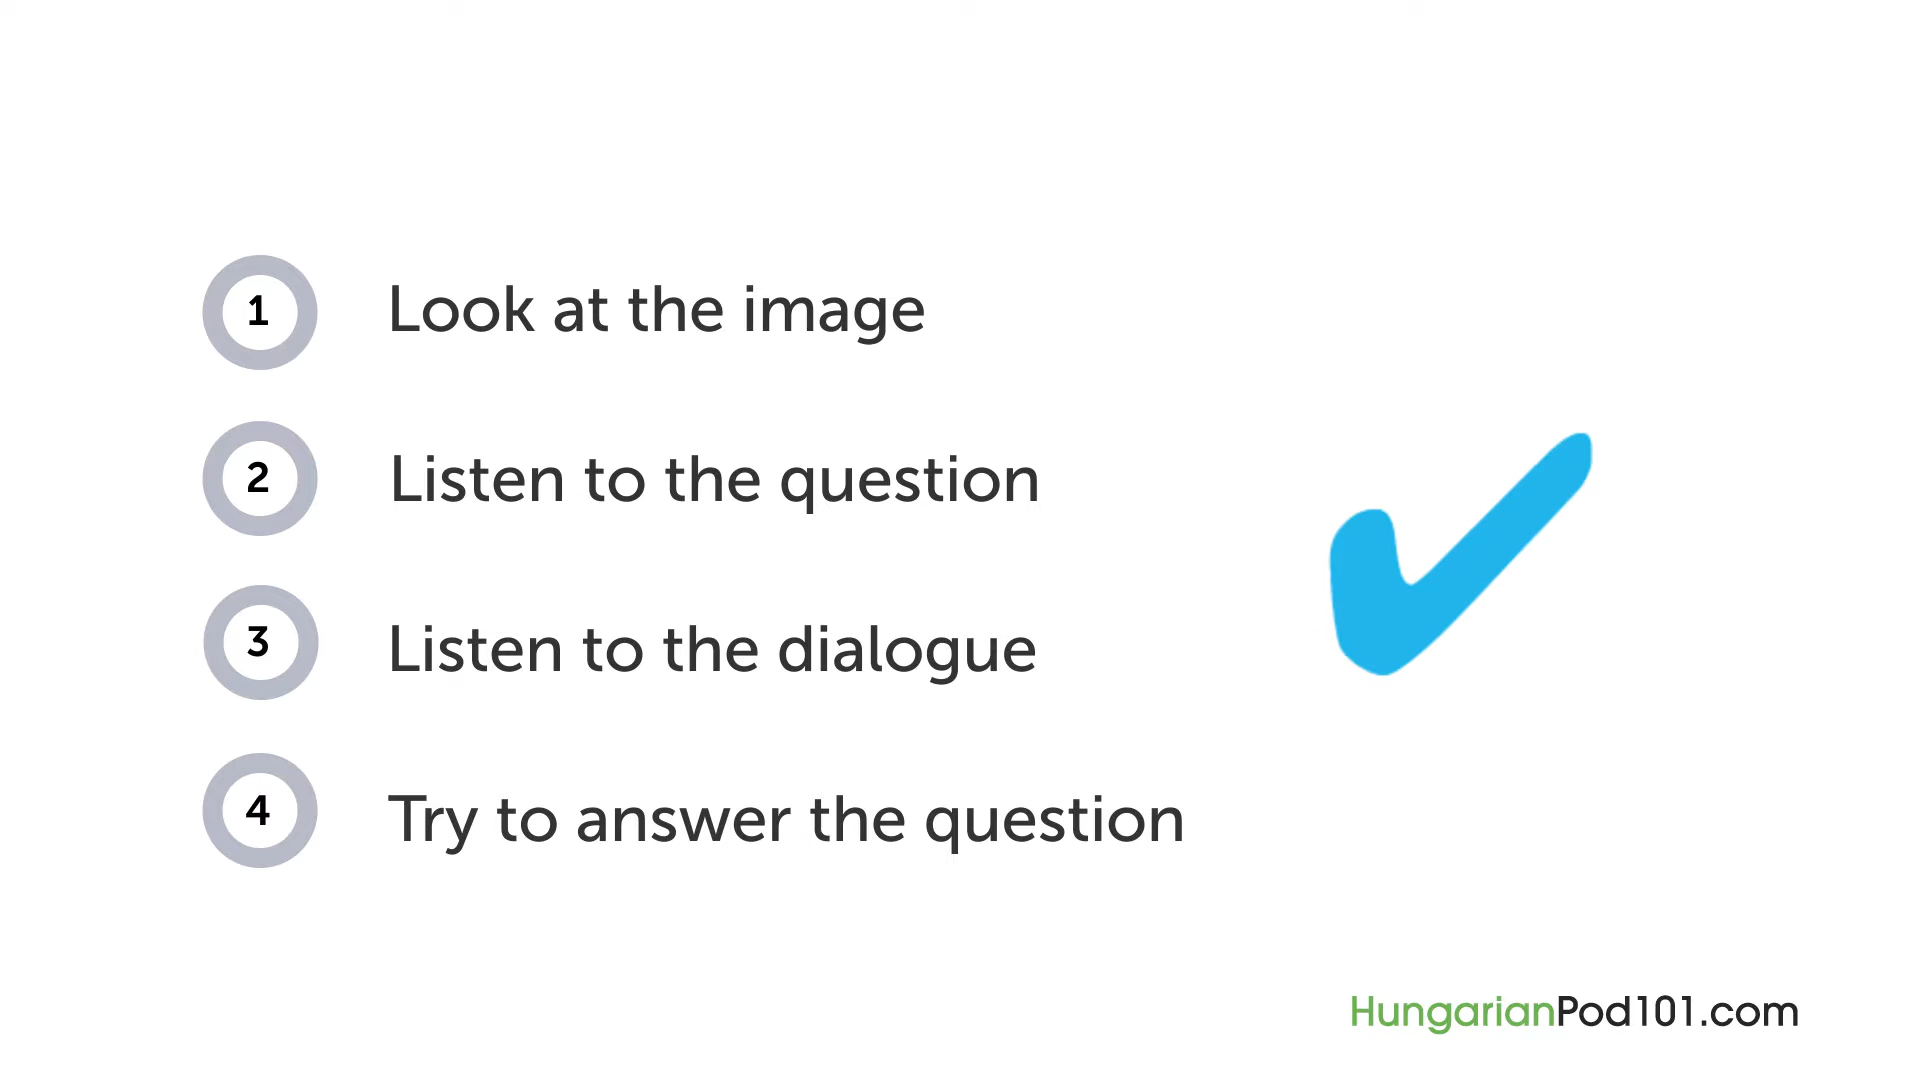 1 Look at the image
2 Listen to the question
3 Listen to the dialogue
4 Try to answer the question
HungarianPod101.com